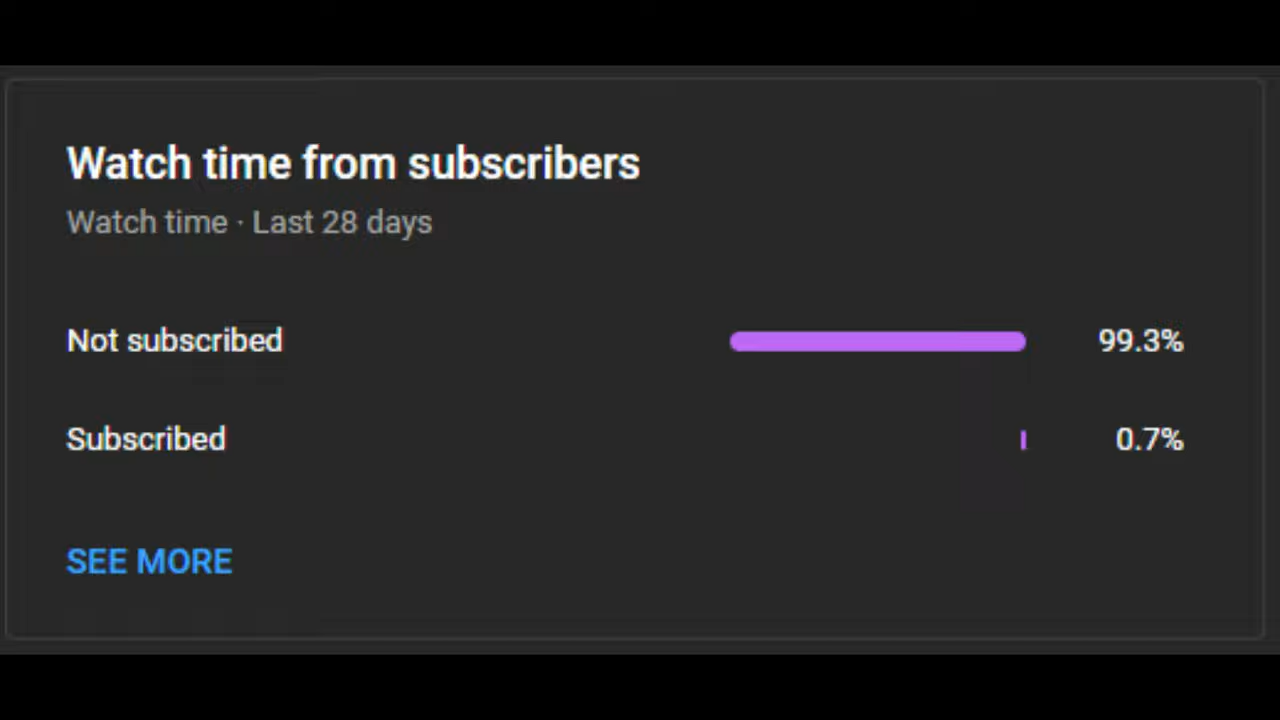 Watch time from subscribers
Watch time · Last 28 days
Not subscribed 99.3%
Subscribed 0.7%
SEE MORE